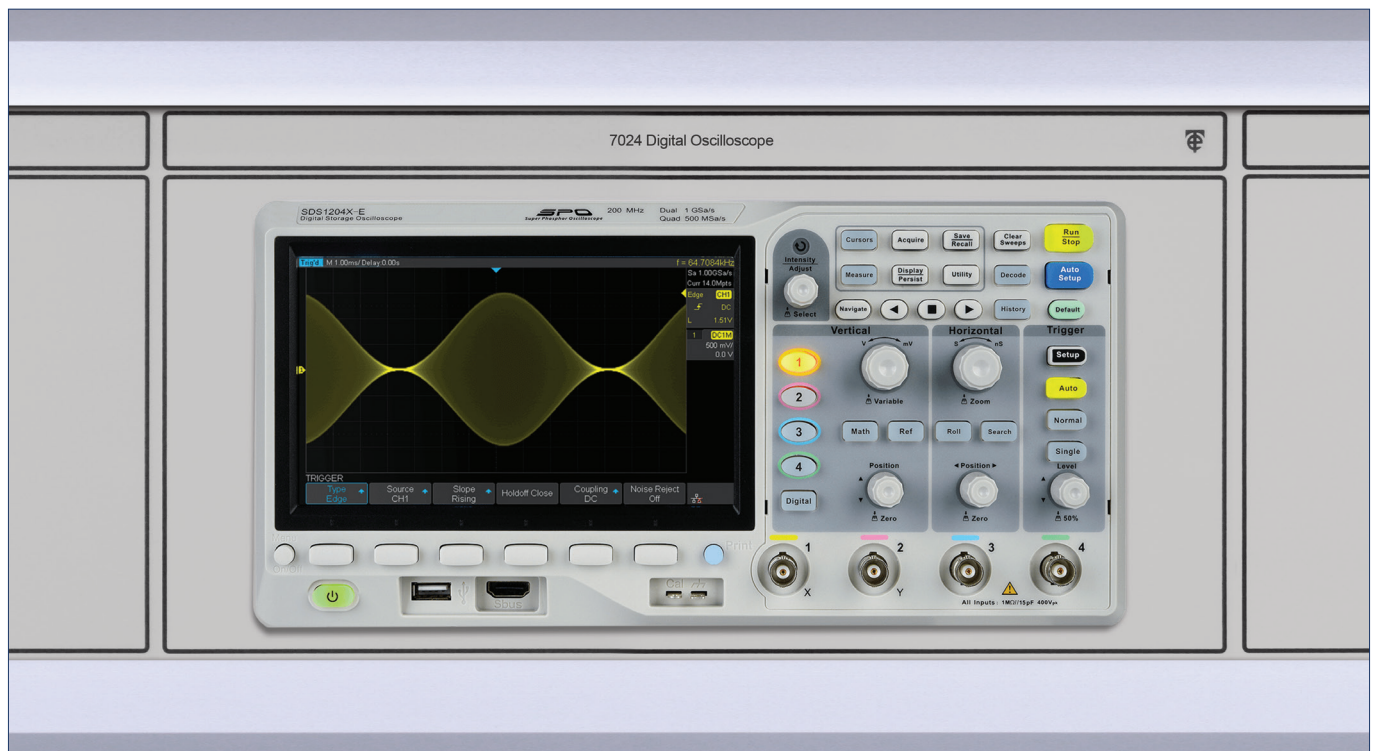 7024 Digital Oscilloscope
SDS1204X-E
Digital Storage Oscilloscope
SPO
Super Phosphor Oscilloscope
200 MHz
Dual 1 GSa/s
Quad 500 MSa/s
Trig'd M 1.00ms/ Delay:0.00s
f = 64.7084kHz
Sa 1.00GSa/s
Curr 14.0Mpts
Edge CH1
DC
L 1.51V
1 DC1M
500 mV/
0.0 V
TRIGGER
Type
Edge
Source
CH1
Slope
Rising
Holdoff Close
Coupling
DC
Noise Reject
Off
Print
Sbus
Cal
Intensity
Adjust
Select
Cursors
Acquire
Save
Recall
Clear
Sweeps
Run
Stop
Measure
Display
Persist
Utility
Decode
Auto
Setup
Navigate
History
Default
Vertical
V mV
Variable
1
2
3
4
Math
Ref
Position
Zero
Digital
Horizontal
S nS
Zoom
Roll
Search
Position
Zero
Trigger
Setup
Auto
Normal
Single
Level
50%
1
X
2
Y
3
4
All Inputs : 1MΩ//15pF 400Vpk